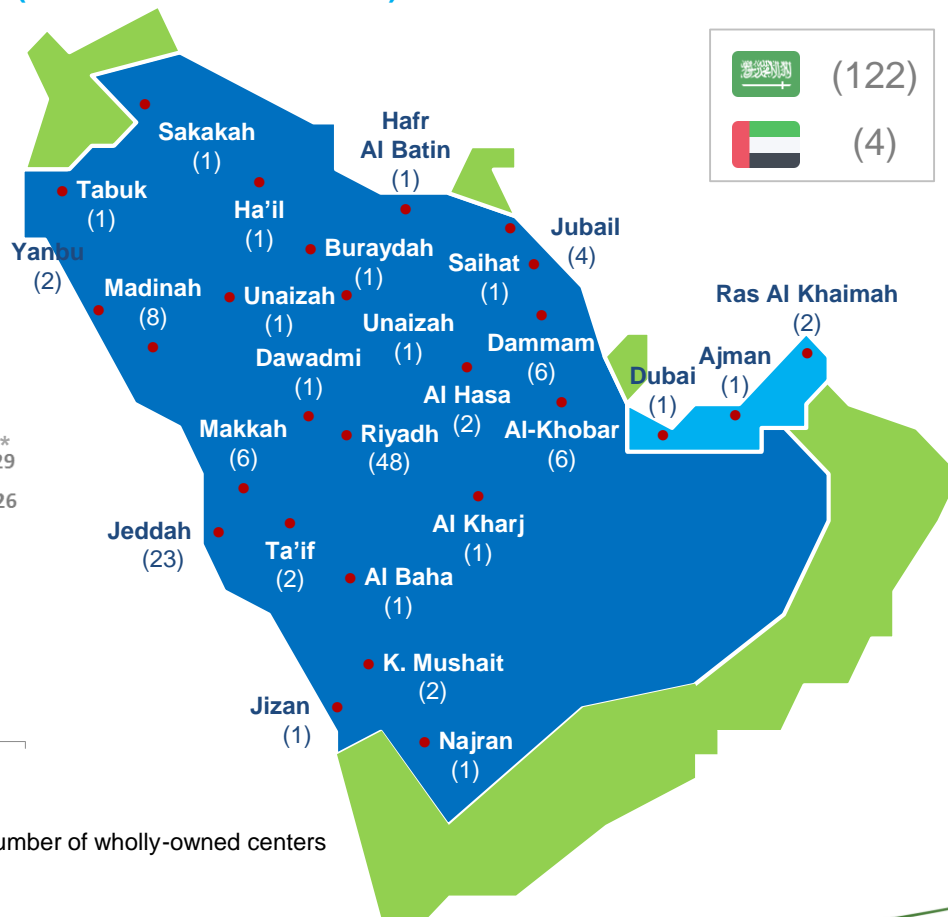 (122)
(4)
Sakakah
(1)
Hafr
Al Batin
(1)
Tabuk
(1)
Ha'il
(1)
Jubail
(4)
Yanbu
(2)
Buraydah
(1)
Saihat
(1)
Madinah
(8)
Unaizah
(1)
Unaizah
(1)
Ras Al Khaimah
(2)
Dammam
(6)
Ajman
(1)
Dubai
(1)
Dawadmi
(1)
Al Hasa
(2)
Al-Khobar
(6)
Makkah
(6)
Riyadh
(48)
*
29
26
Jeddah
(23)
Ta'if
(2)
Al Kharj
(1)
Al Baha
(1)
K. Mushait
(2)
Jizan
(1)
Najran
(1)
umber of wholly-owned centers